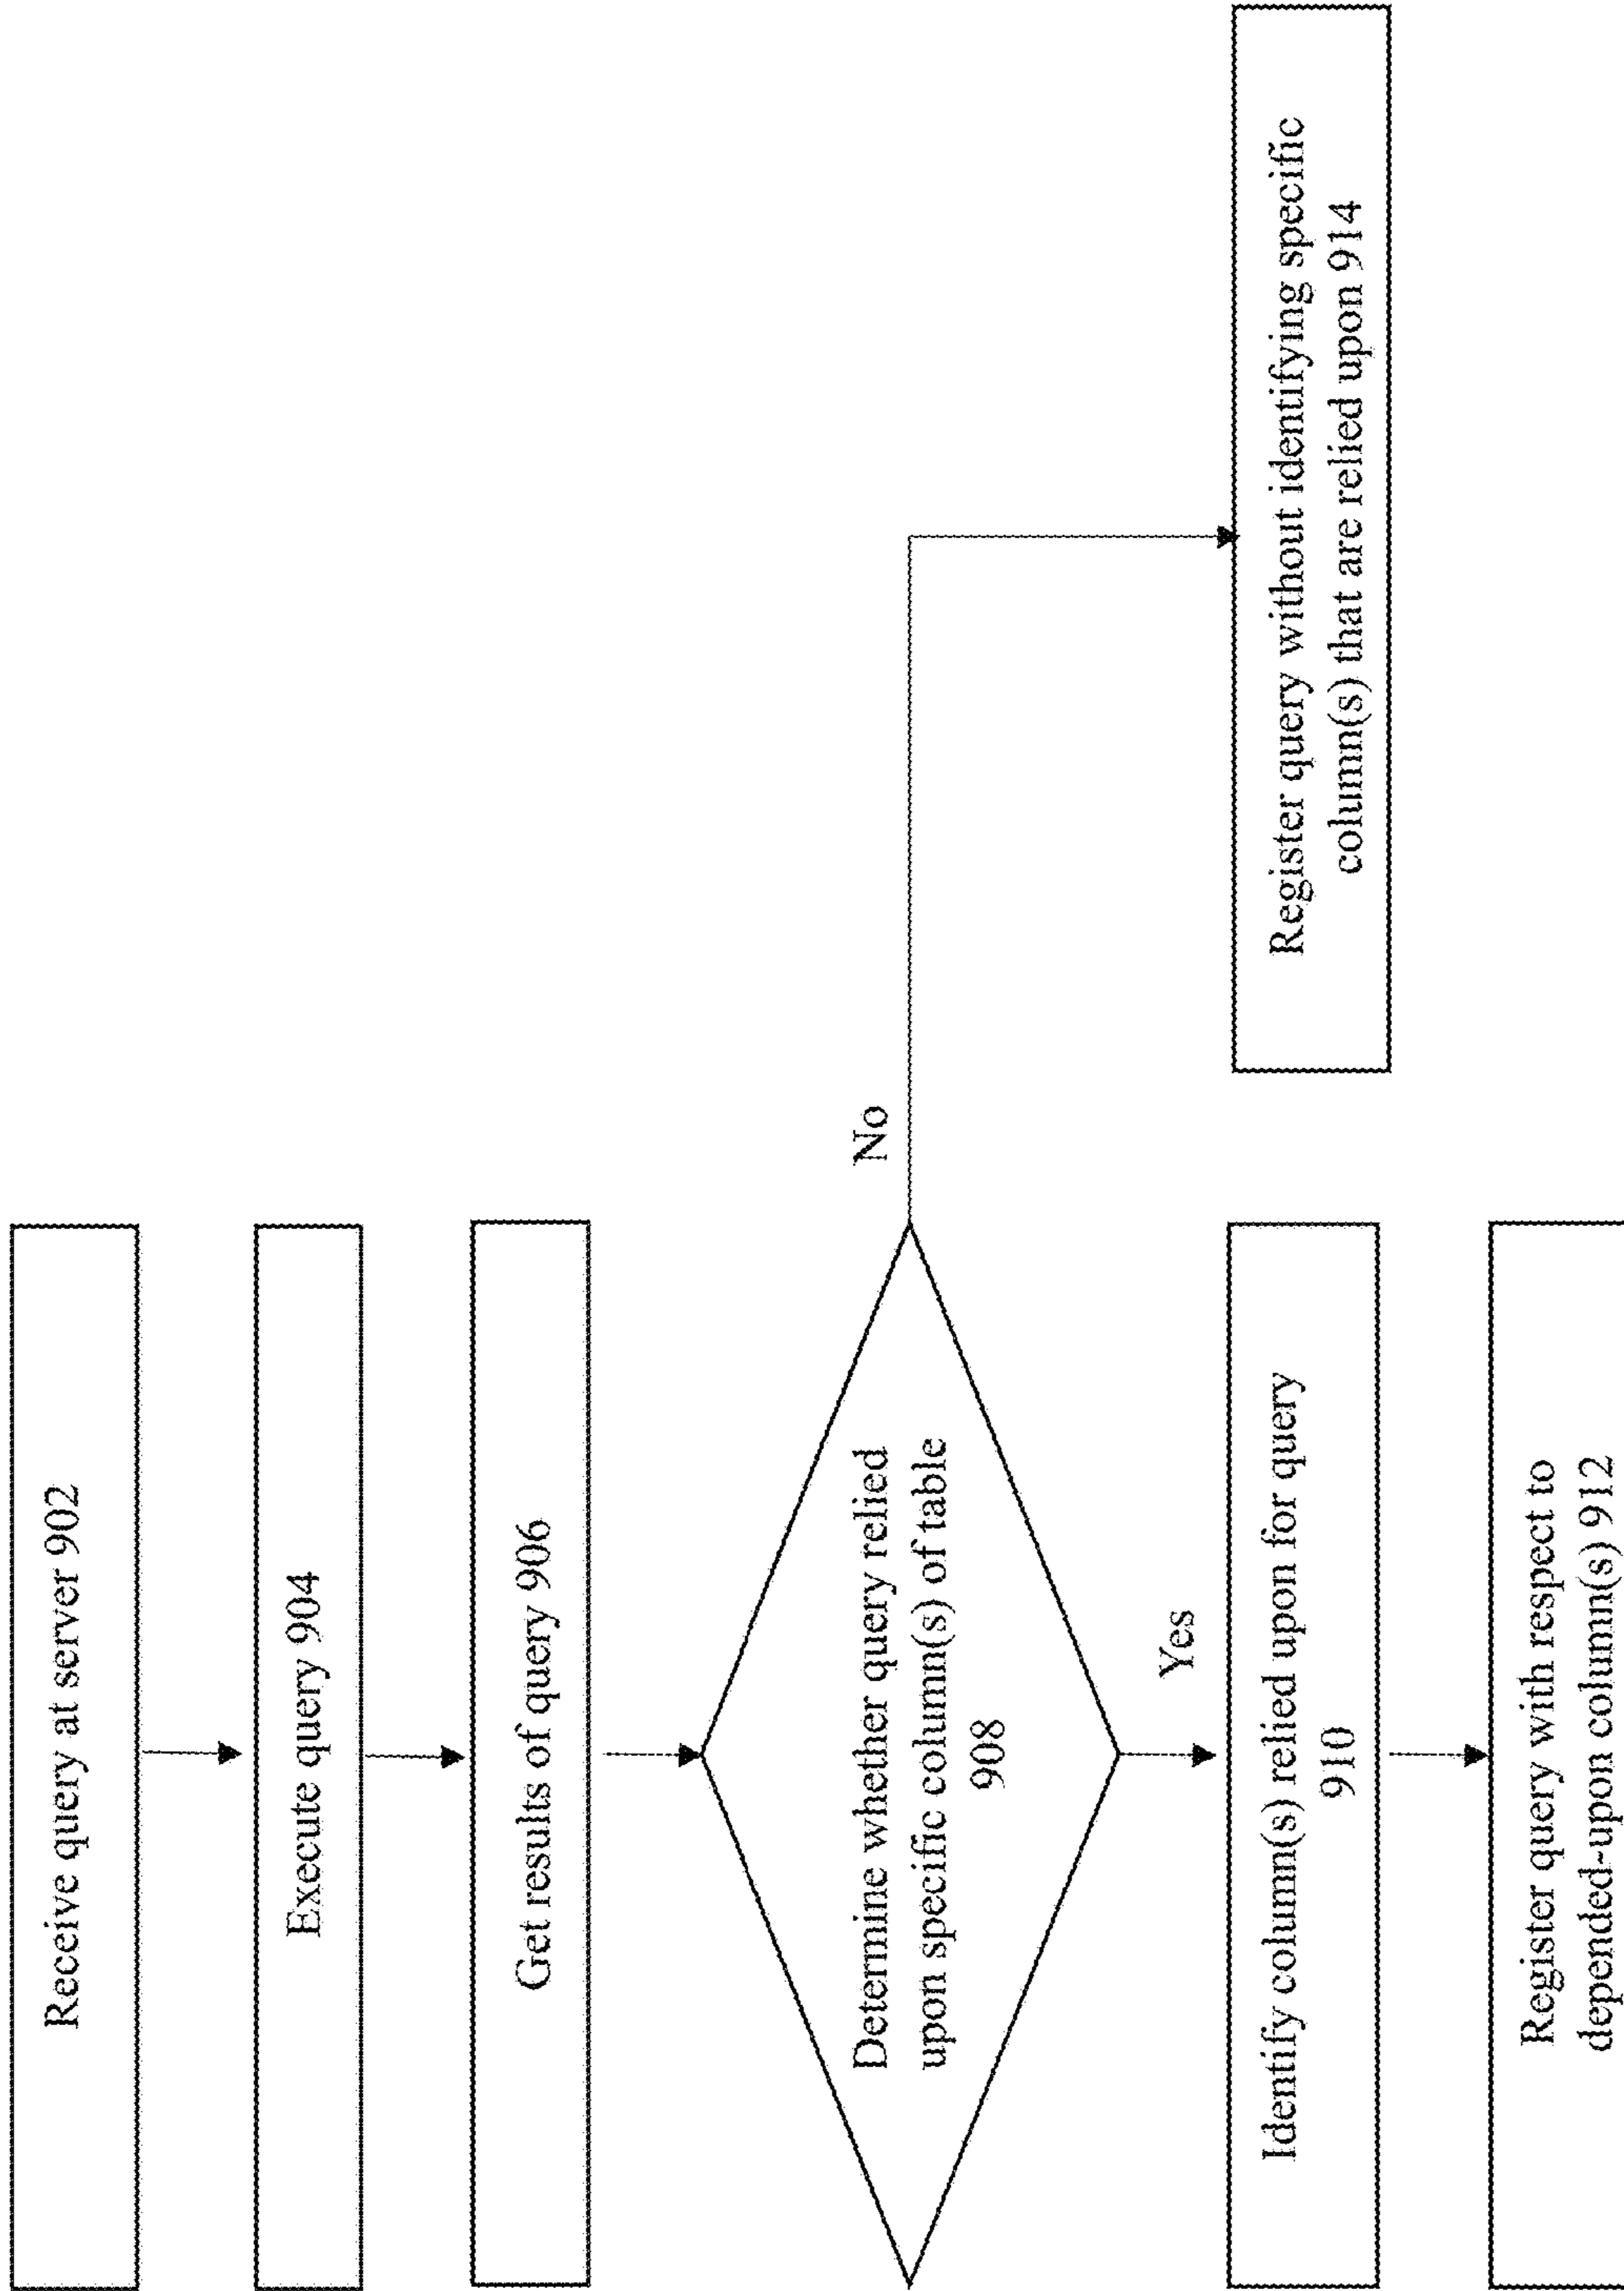 Receive query at server 902
Execute query 904
Get results of query 906
Determine whether query relied
upon specific column(s) of table
908
No
Yes
Identify column(s) relied upon for query
910
Register query without identifying specific
column(s) that are relied upon 914
Register query with respect to
depended-upon column(s) 912